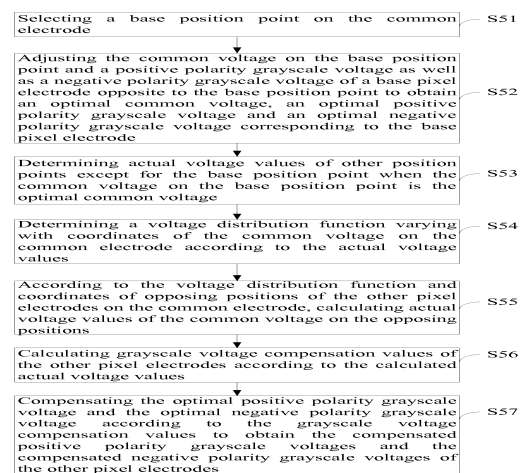 Selecting a base position point on the common
electrode
S51
Adjusting the common voltage on the base position
point and a positive polarity grayscale voltage as well
as a negative polarity grayscale voltage of a base pixel
electrode opposite to the base position point to obtain
an optimal common voltage, an optimal positive
polarity grayscale voltage and an optimal negative
polarity grayscale voltage corresponding to the base
pixel electrode
S52
Determining actual voltage values of other position
points except for the base position point when the
common voltage on the base position point is the
optimal common voltage
S53
Determining a voltage distribution function varying
with coordinates of the common voltage on the
common electrode according to the actual voltage
values
S54
According to the voltage distribution function and
coordinates of opposing positions of the other pixel
electrodes on the common electrode, calculating actual
voltage values of the common voltage on the opposing
positions
S55
Calculating grayscale voltage compensation values of
the other pixel electrodes according to the calculated
actual voltage values
S56
Compensating the optimal positive polarity grayscale
voltage and the optimal negative polarity grayscale
voltage according to the grayscale voltage
compensation values to obtain the compensated
positive polarity grayscale voltages and the
compensated negative polarity grayscale voltages of
the other pixel electrodes
S57